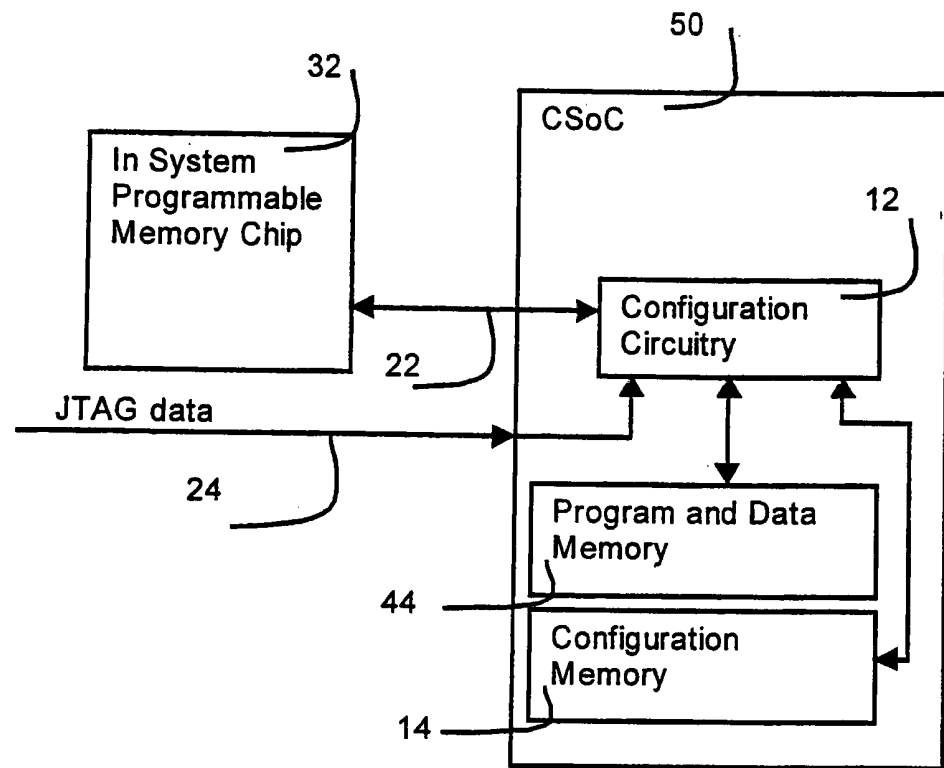 50
32
CSoC
In System
Programmable
Memory Chip
12
Configuration
Circuitry
22
JTAG data
24
Program and Data
Memory
44
Configuration
Memory
14